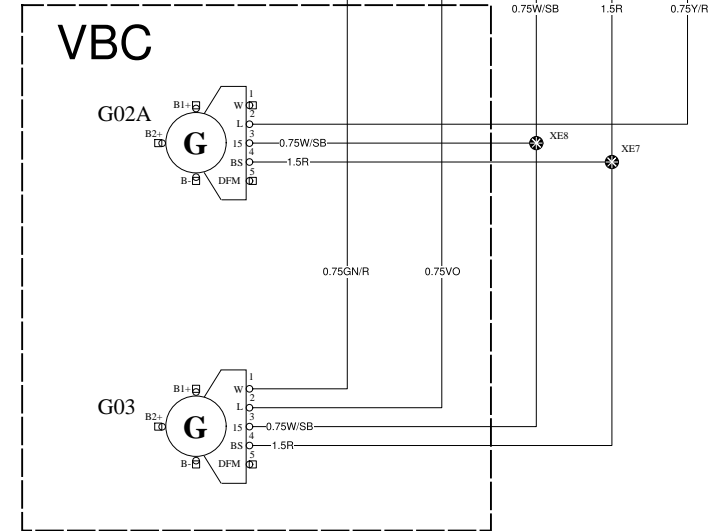 0.75W/SB 1.5R 0.75Y/R
VBC
G02A
B1+
B2+
G
B-
1
W
2
L
3
15 0.75W/SB
4
BS 1.5R
5
DFM
XE8
XE7
0.75GN/R 0.75VO
G03
B1+
B2+
G
B-
1
W
2
L
3
15 0.75W/SB
4
BS 1.5R
5
DFM